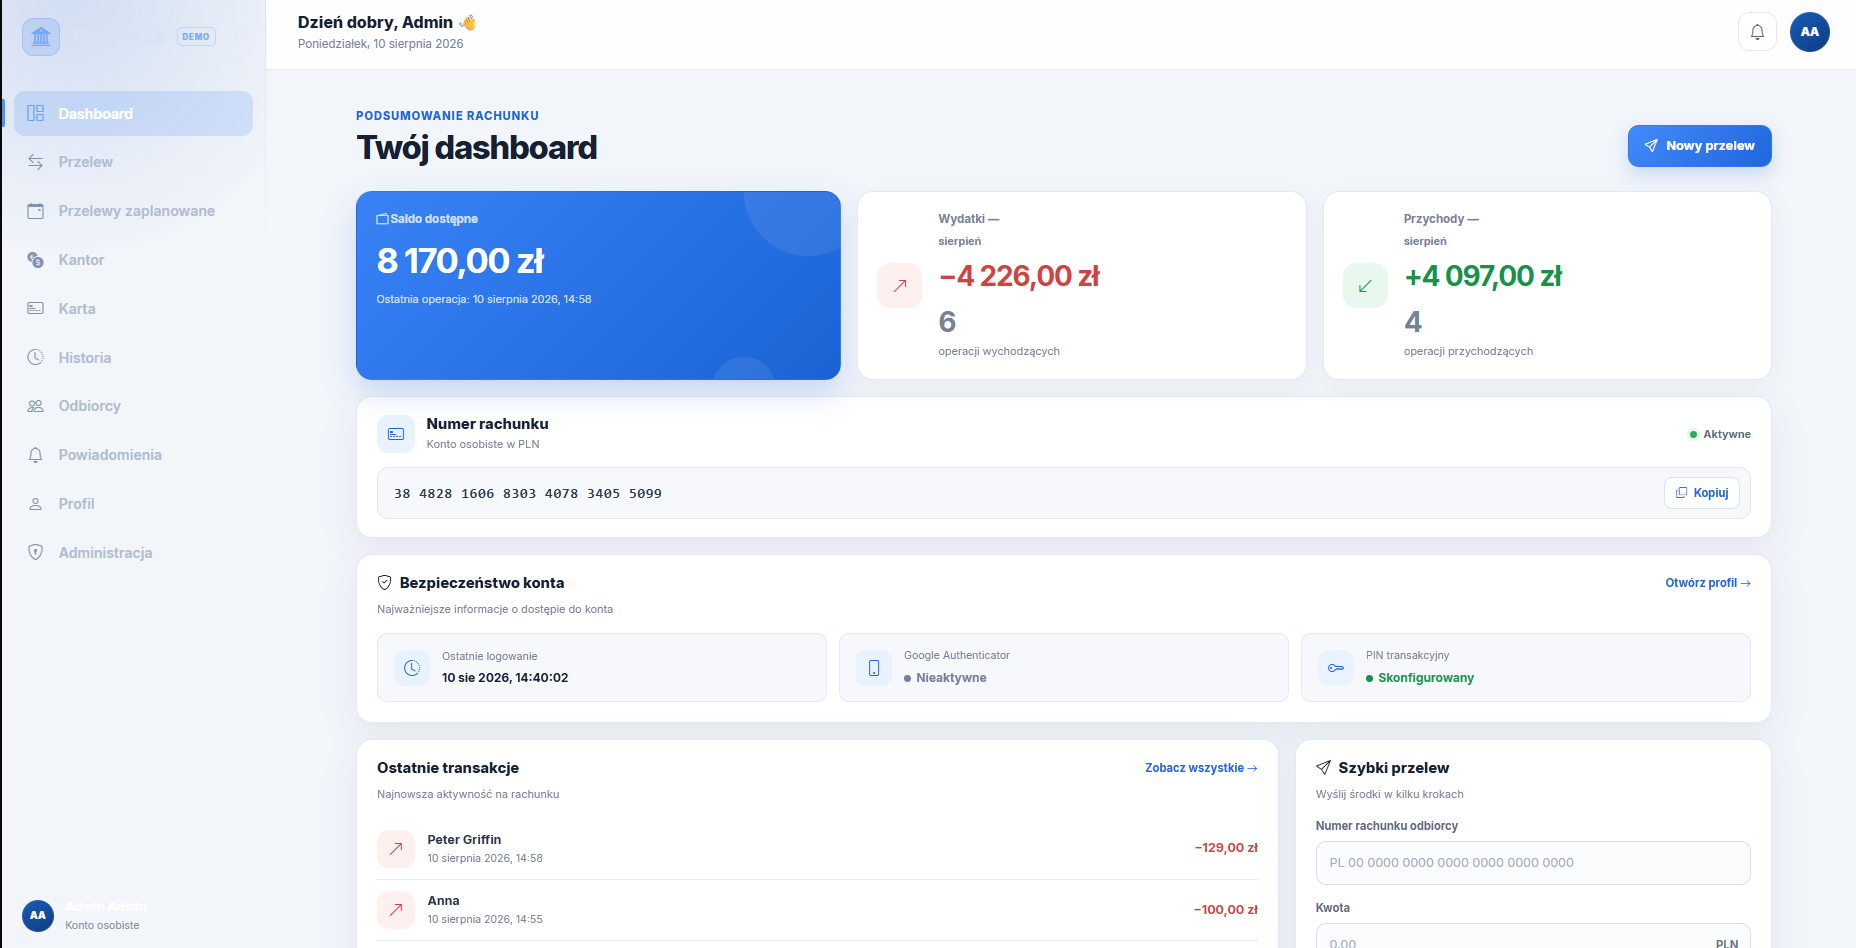 DEMO
Dashboard
Przelew
Przelewy zaplanowane
Kantor
Karta
Historia
Odbiorcy
Powiadomienia
Profil
Administracja
AA
Admin Admin
Konto osobiste
Dzień dobry, Admin 👋
Poniedziałek, 10 sierpnia 2026
AA
PODSUMOWANIE RACHUNKU
Twój dashboard
Nowy przelew
Saldo dostępne
8 170,00 zł
Ostatnia operacja: 10 sierpnia 2026, 14:58
Wydatki —
sierpień
−4 226,00 zł
6
operacji wychodzących
Przychody —
sierpień
+4 097,00 zł
4
operacji przychodzących
Numer rachunku
Konto osobiste w PLN
Aktywne
38 4828 1606 8303 4078 3405 5099
Kopiuj
Bezpieczeństwo konta
Najważniejsze informacje o dostępie do konta
Otwórz profil →
Ostatnie logowanie
10 sie 2026, 14:40:02
Google Authenticator
Nieaktywne
PIN transakcyjny
Skonfigurowany
Ostatnie transakcje
Najnowsza aktywność na rachunku
Zobacz wszystkie →
Peter Griffin
10 sierpnia 2026, 14:58
−129,00 zł
Anna
10 sierpnia 2026, 14:55
−100,00 zł
Szybki przelew
Wyślij środki w kilku krokach
Numer rachunku odbiorcy
PL 00 0000 0000 0000 0000 0000 0000
Kwota
0,00
PLN